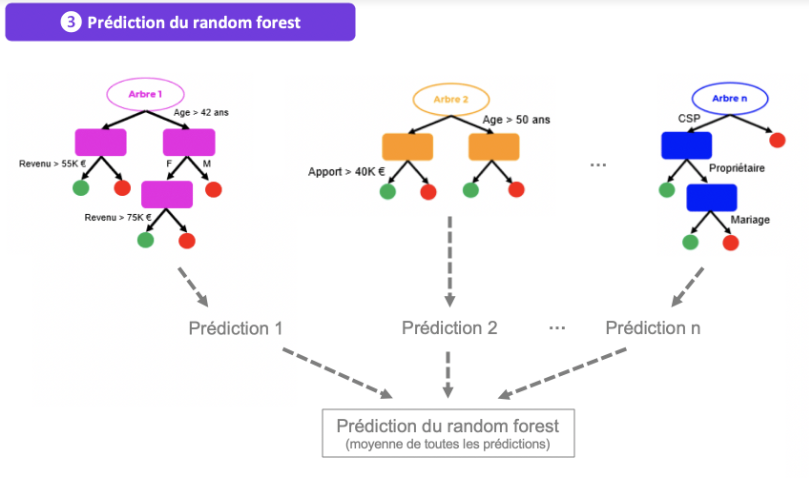 3 Prédiction du random forest
Arbre 1
Age > 42 ans
Revenu > 55K €
F
M
Revenu > 75K €
Arbre 2
Age > 50 ans
Apport > 40K €
...
Arbre n
CSP
Propriétaire
Mariage
Prédiction 1
Prédiction 2
...
Prédiction n
Prédiction du random forest
(moyenne de toutes les prédictions)